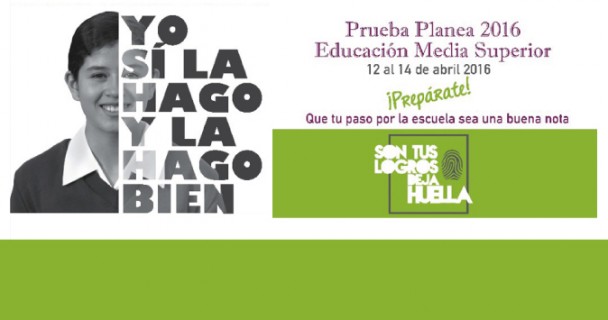 YO
SÍ LA
HAGO
Y LA
HAGO
BIEN
Prueba Planea 2016
Educación Media Superior
12 al 14 de abril 2016
¡Prepárate!
Que tu paso por la escuela sea una buena nota
SON TUS
LOGROS
DEJA
HUELLA